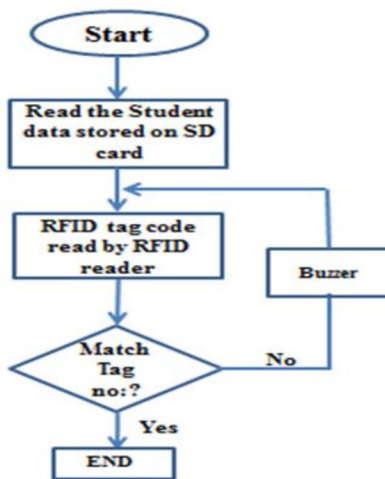 Start
Read the Student
data stored on SD
card
RFID tag code
read by RFID
reader
Buzzer
Match
Tag
no:?
No
Yes
END